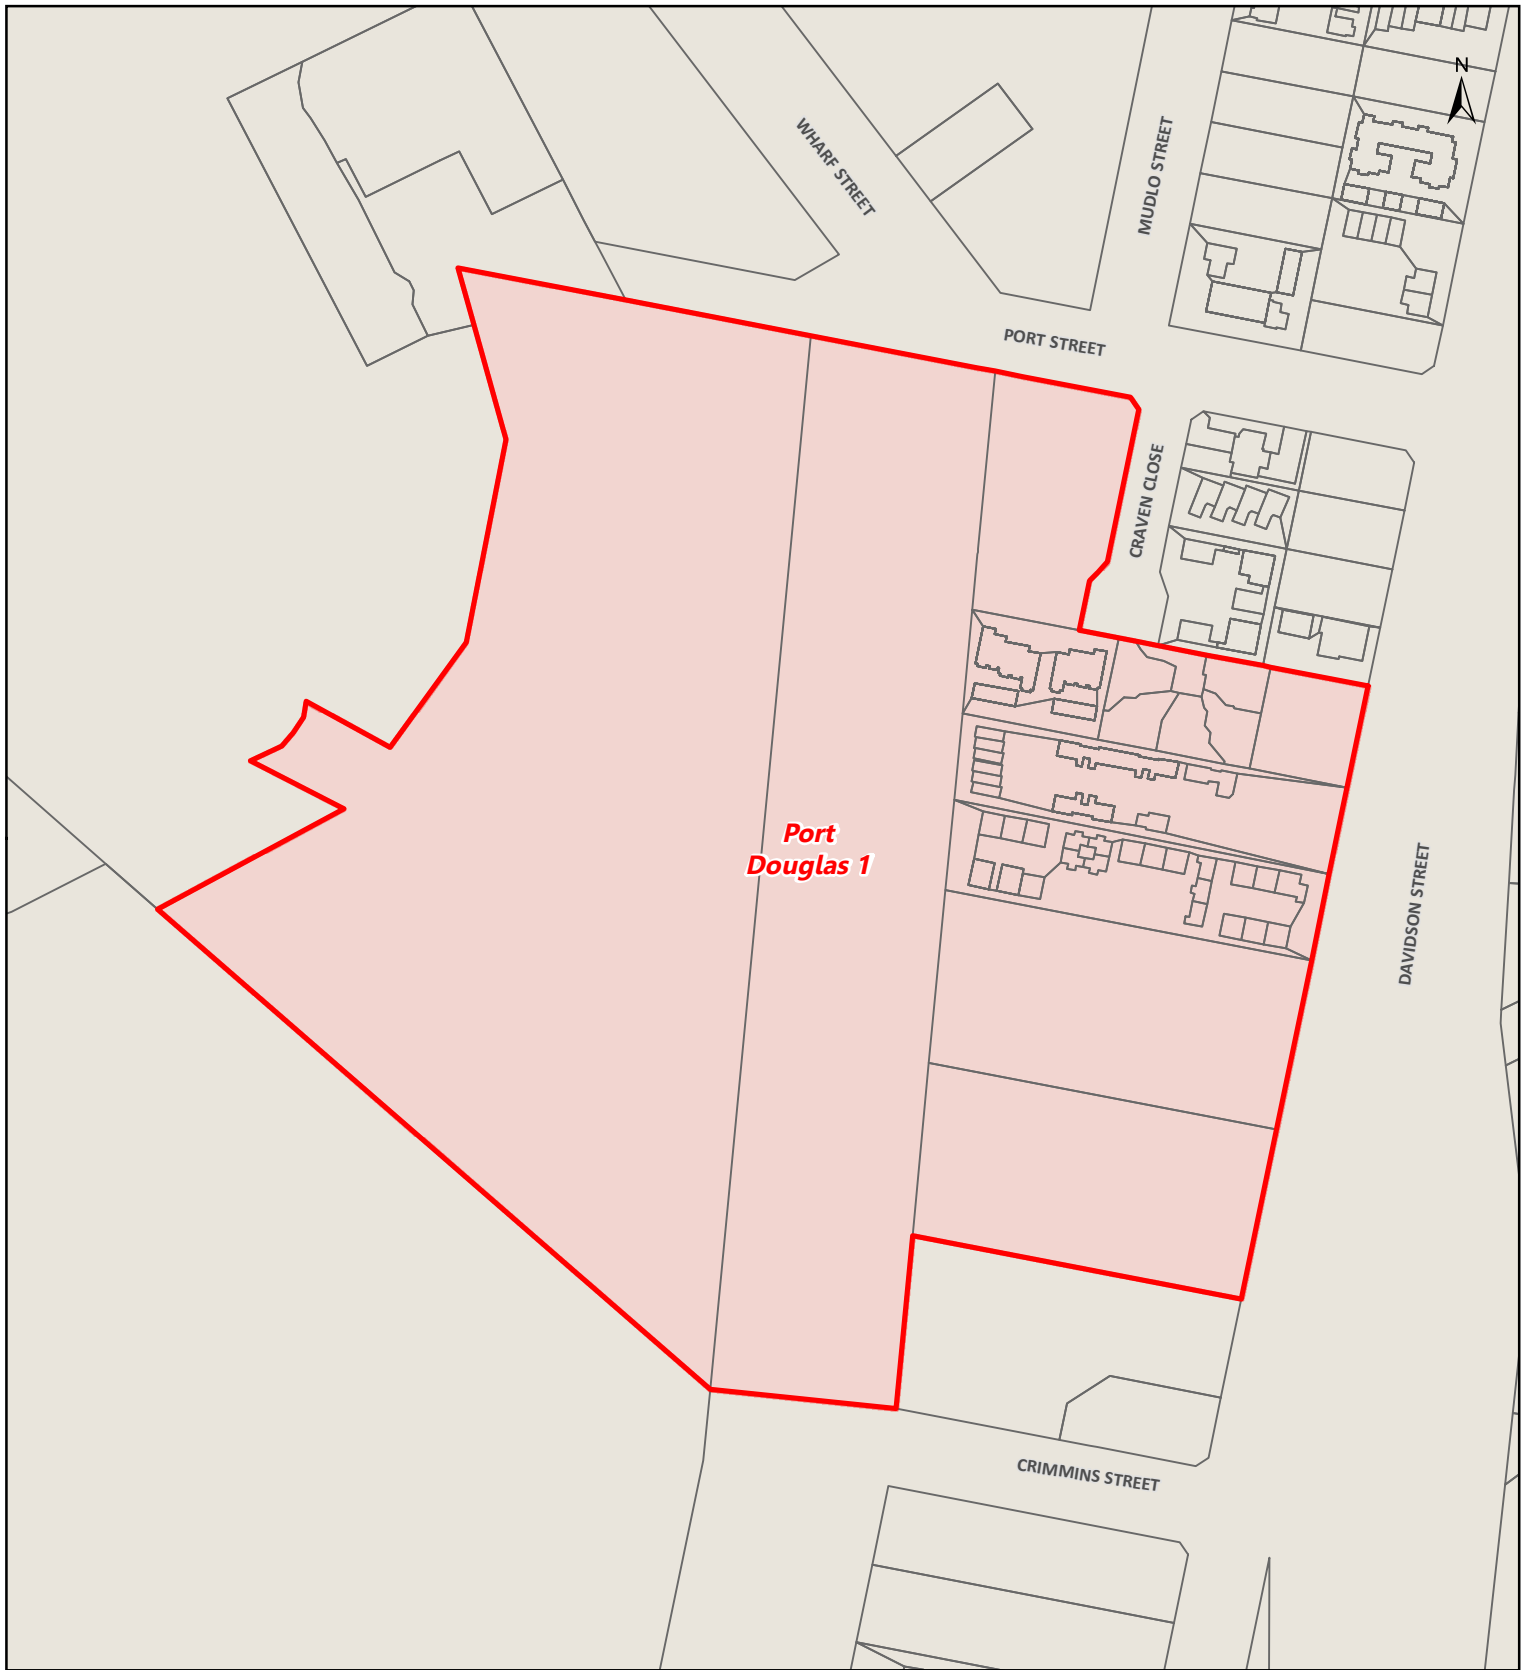 N
WHARF STREET
MUDLO STREET
PORT STREET
CRAVEN CLOSE
Port
Douglas 1
DAVIDSON STREET
CRIMMINS STREET